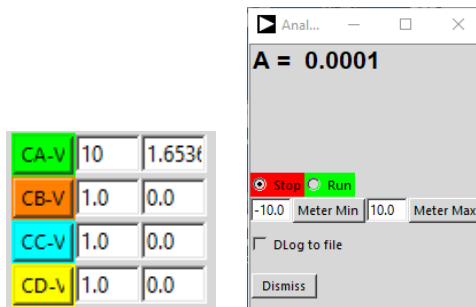 Anal...
A = 0.0001
CA-V 10 1.6536
CB-V 1.0 0.0
CC-V 1.0 0.0
CD-V 1.0 0.0
Stop Run
-10.0 Meter Min 10.0 Meter Max
DLog to file
Dismiss